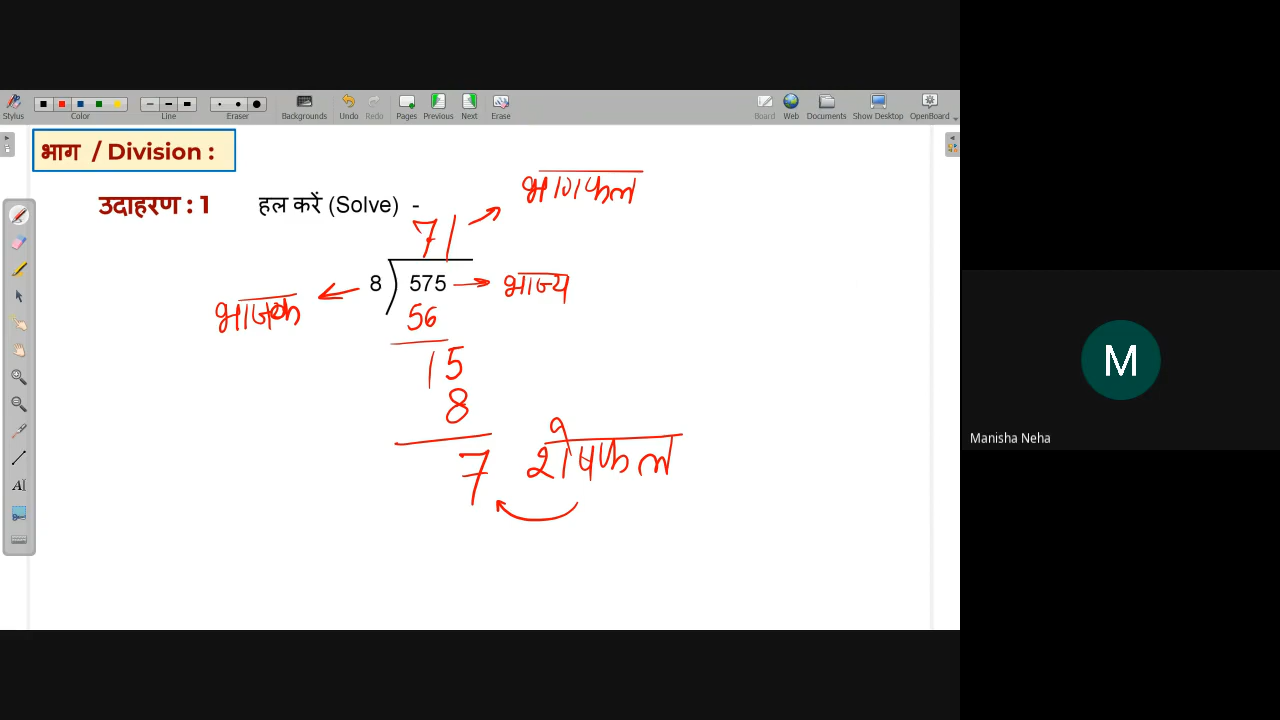 Stylus
Color
Line
Eraser
Backgrounds
Undo
Redo
Pages
Previous
Next
Erase
Board
Web
Documents
Show Desktop
OpenBoard
भाग / Division :
उदाहरण : 1 हल करें (Solve) -
भागफल
71
8 575 भाज्य
भाजक
56
15
8
7 शेषफल
M
Manisha Neha